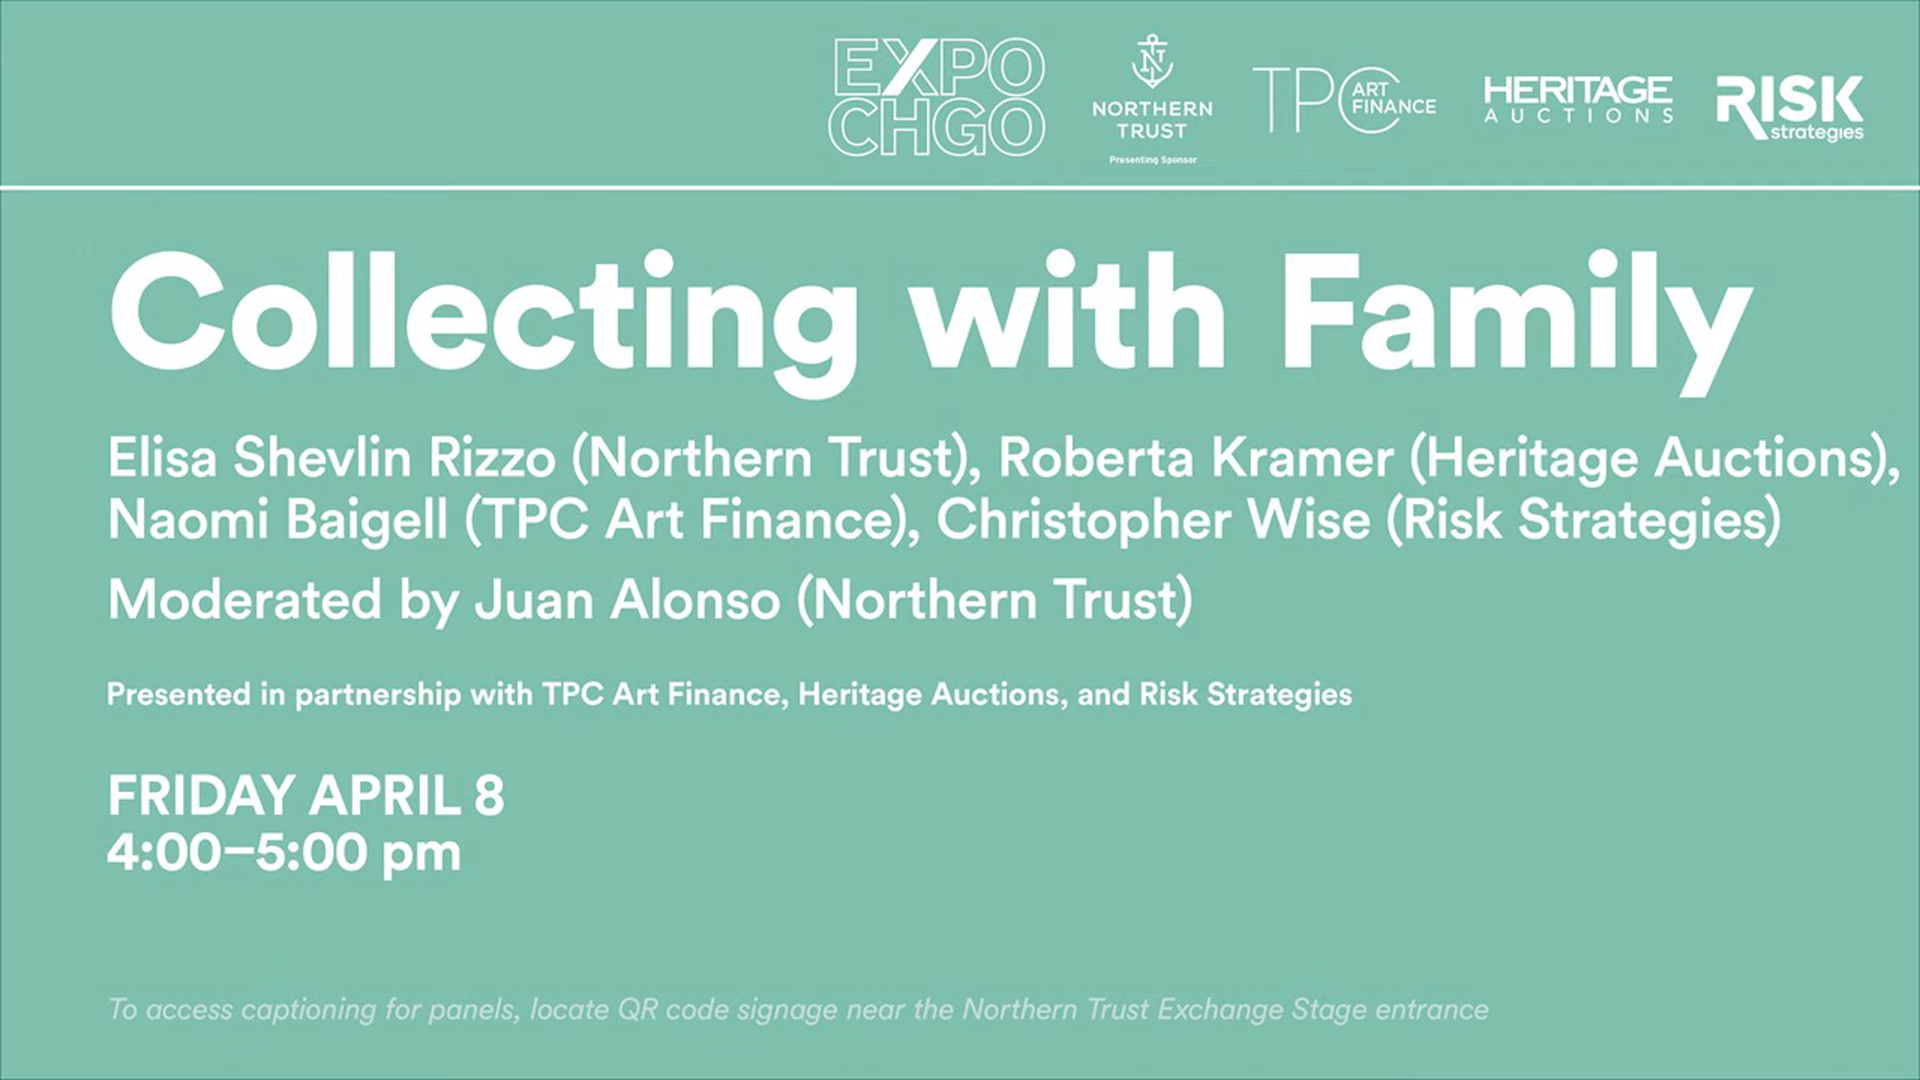 EXPO
CHGO
NORTHERN
TRUST
Presenting Sponsor
TPC ART
FINANCE
HERITAGE
AUCTIONS
RISK
strategies
Collecting with Family
Elisa Shevlin Rizzo (Northern Trust), Roberta Kramer (Heritage Auctions),
Naomi Baigell (TPC Art Finance), Christopher Wise (Risk Strategies)
Moderated by Juan Alonso (Northern Trust)
Presented in partnership with TPC Art Finance, Heritage Auctions, and Risk Strategies
FRIDAY APRIL 8
4:00–5:00 pm
To access captioning for panels, locate QR code signage near the Northern Trust Exchange Stage entrance